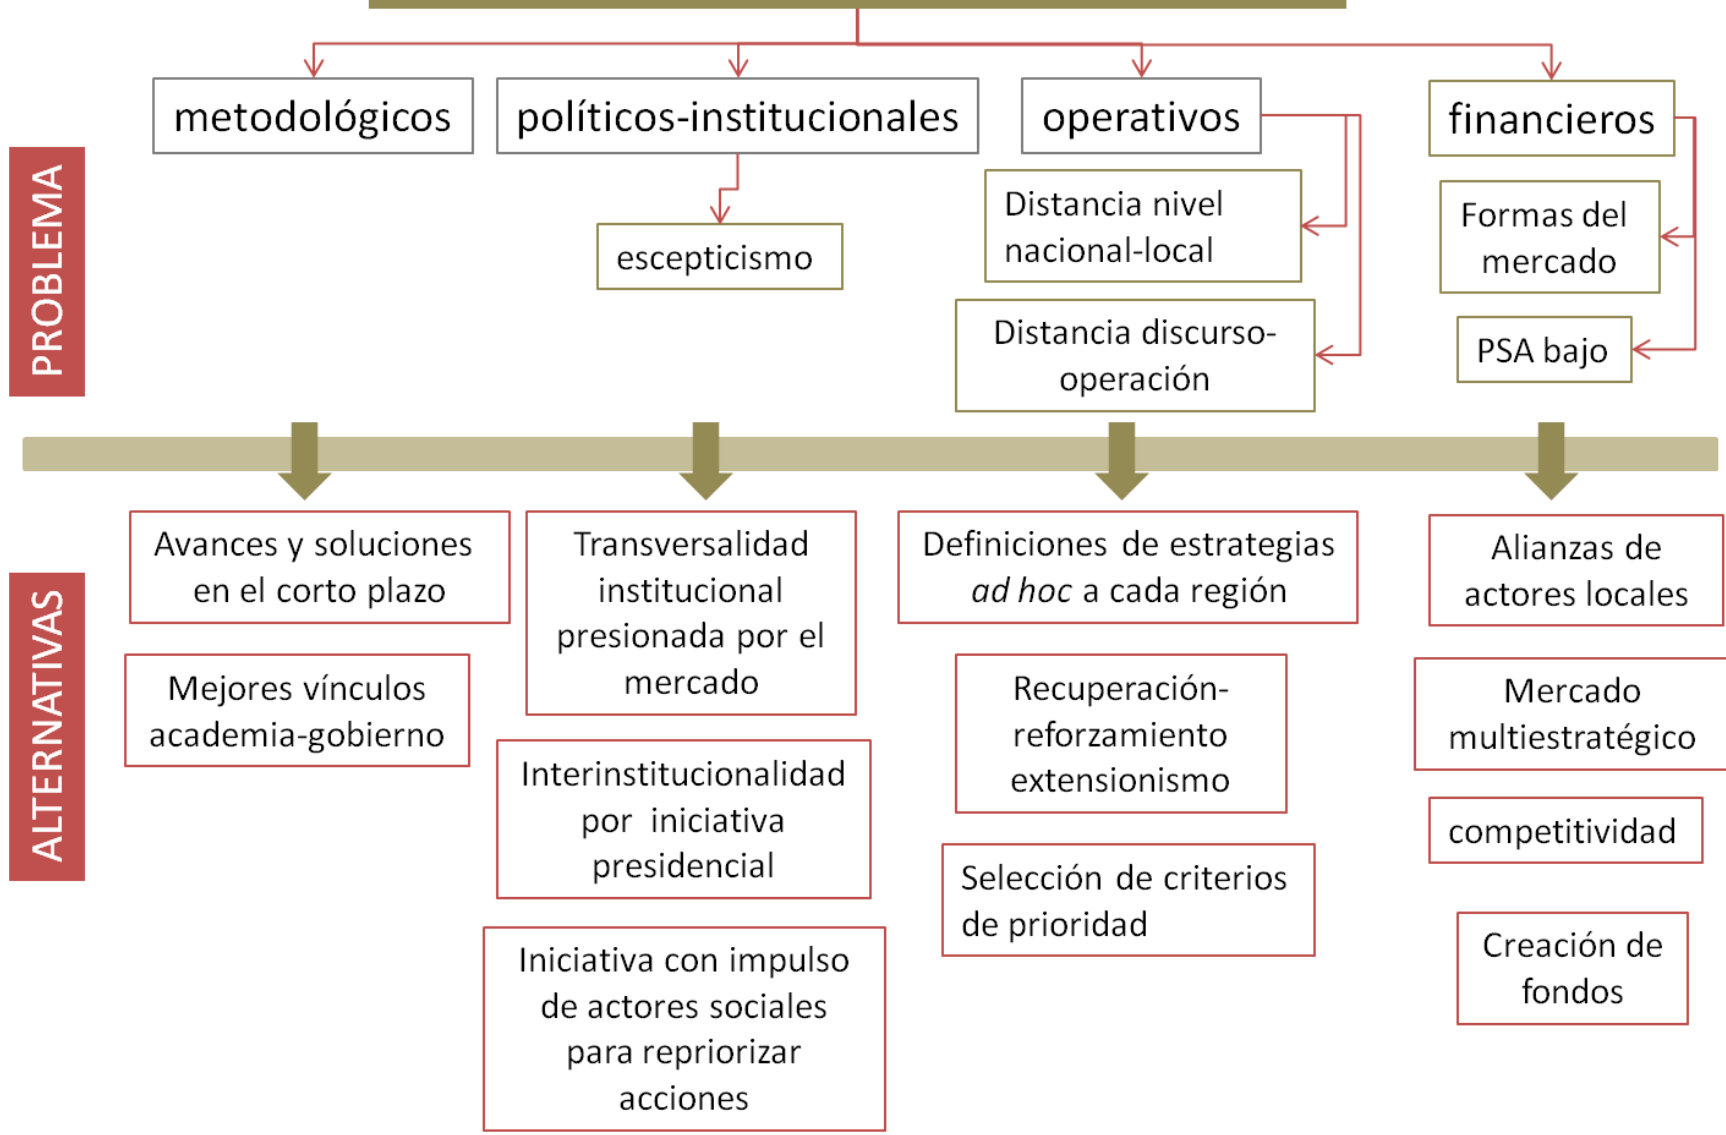 metodológicos
políticos-institucionales
operativos
financieros
PROBLEMA
escepticismo
Distancia nivel
nacional-local
Distancia discurso-
operación
Formas del
mercado
PSA bajo
ALTERNATIVAS
Avances y soluciones
en el corto plazo
Mejores vínculos
academia-gobierno
Transversalidad
institucional
presionada por el
mercado
Interinstitucionalidad
por iniciativa
presidencial
Iniciativa con impulso
de actores sociales
para repriorizar
acciones
Definiciones de estrategias
ad hoc a cada región
Recuperación-
reforzamiento
extensionismo
Selección de criterios
de prioridad
Alianzas de
actores locales
Mercado
multiestratégico
competitividad
Creación de
fondos